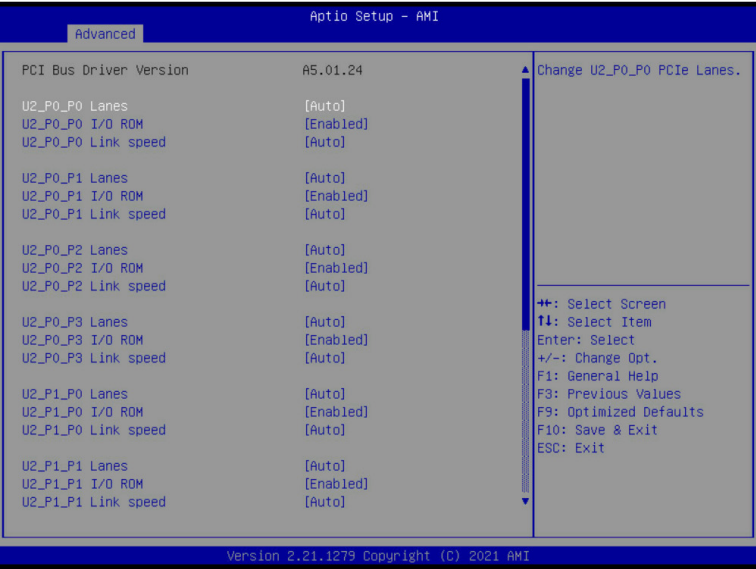 Aptio Setup – AMI
Advanced
PCI Bus Driver Version A5.01.24
U2_P0_P0 Lanes [Auto]
U2_P0_P0 I/O ROM [Enabled]
U2_P0_P0 Link speed [Auto]
U2_P0_P1 Lanes [Auto]
U2_P0_P1 I/O ROM [Enabled]
U2_P0_P1 Link speed [Auto]
U2_P0_P2 Lanes [Auto]
U2_P0_P2 I/O ROM [Enabled]
U2_P0_P2 Link speed [Auto]
U2_P0_P3 Lanes [Auto]
U2_P0_P3 I/O ROM [Enabled]
U2_P0_P3 Link speed [Auto]
U2_P1_P0 Lanes [Auto]
U2_P1_P0 I/O ROM [Enabled]
U2_P1_P0 Link speed [Auto]
U2_P1_P1 Lanes [Auto]
U2_P1_P1 I/O ROM [Enabled]
U2_P1_P1 Link speed [Auto]
Change U2_P0_P0 PCIe Lanes.
→←: Select Screen
↑↓: Select Item
Enter: Select
+/-: Change Opt.
F1: General Help
F3: Previous Values
F9: Optimized Defaults
F10: Save & Exit
ESC: Exit
Version 2.21.1279 Copyright (C) 2021 AMI